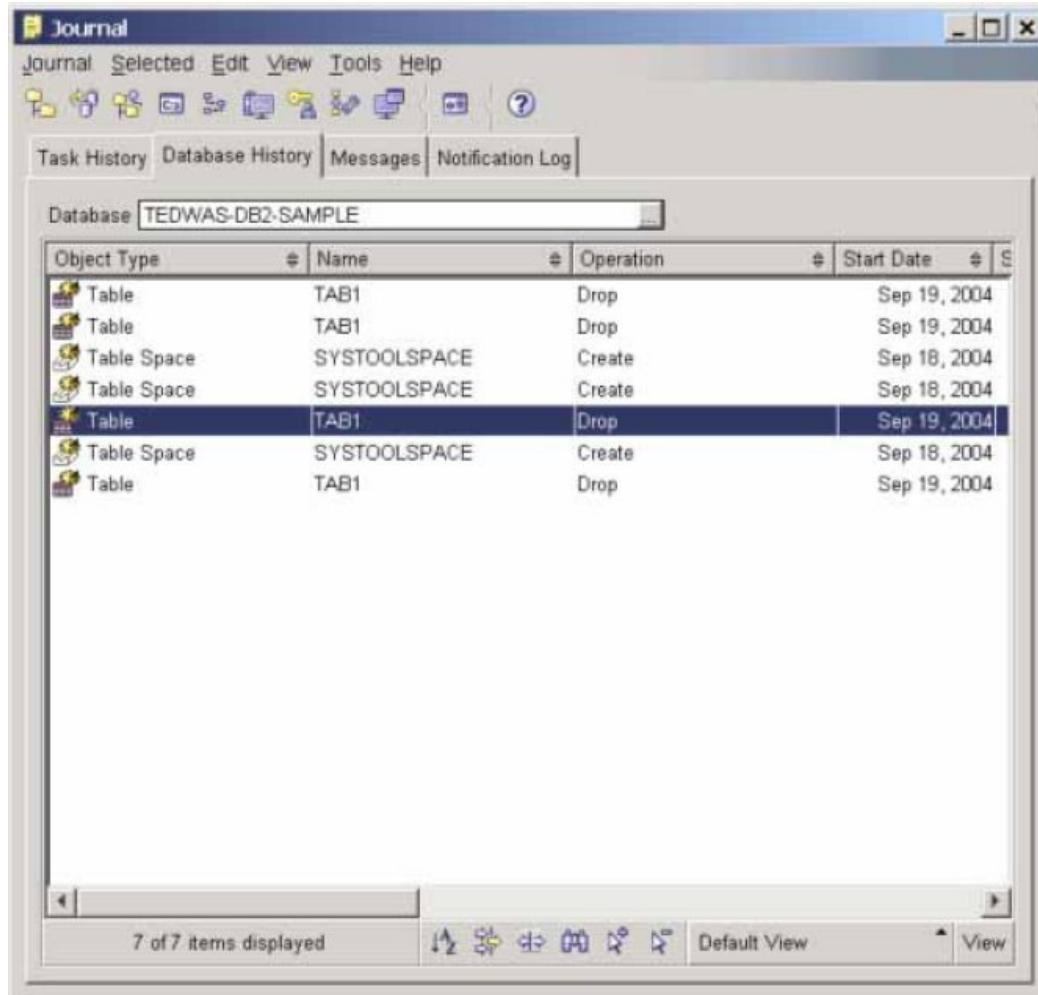 Journal
Journal Selected Edit View Tools Help
Task History Database History Messages Notification Log
Database TEDWAS-DB2-SAMPLE ...
Object Type Name Operation Start Date S
Table TAB1 Drop Sep 19, 2004
Table TAB1 Drop Sep 19, 2004
Table Space SYSTOOLSPACE Create Sep 18, 2004
Table Space SYSTOOLSPACE Create Sep 18, 2004
Table TAB1 Drop Sep 19, 2004
Table Space SYSTOOLSPACE Create Sep 18, 2004
Table TAB1 Drop Sep 19, 2004
7 of 7 items displayed Default View View